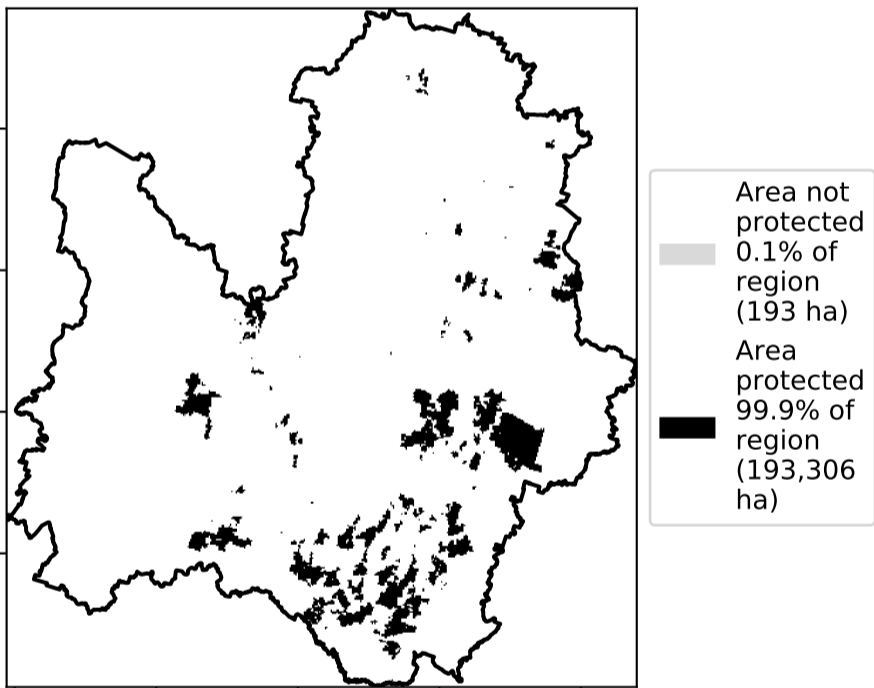 Area not
protected
0.1% of
region
(193 ha)
Area
protected
99.9% of
region
(193,306
ha)